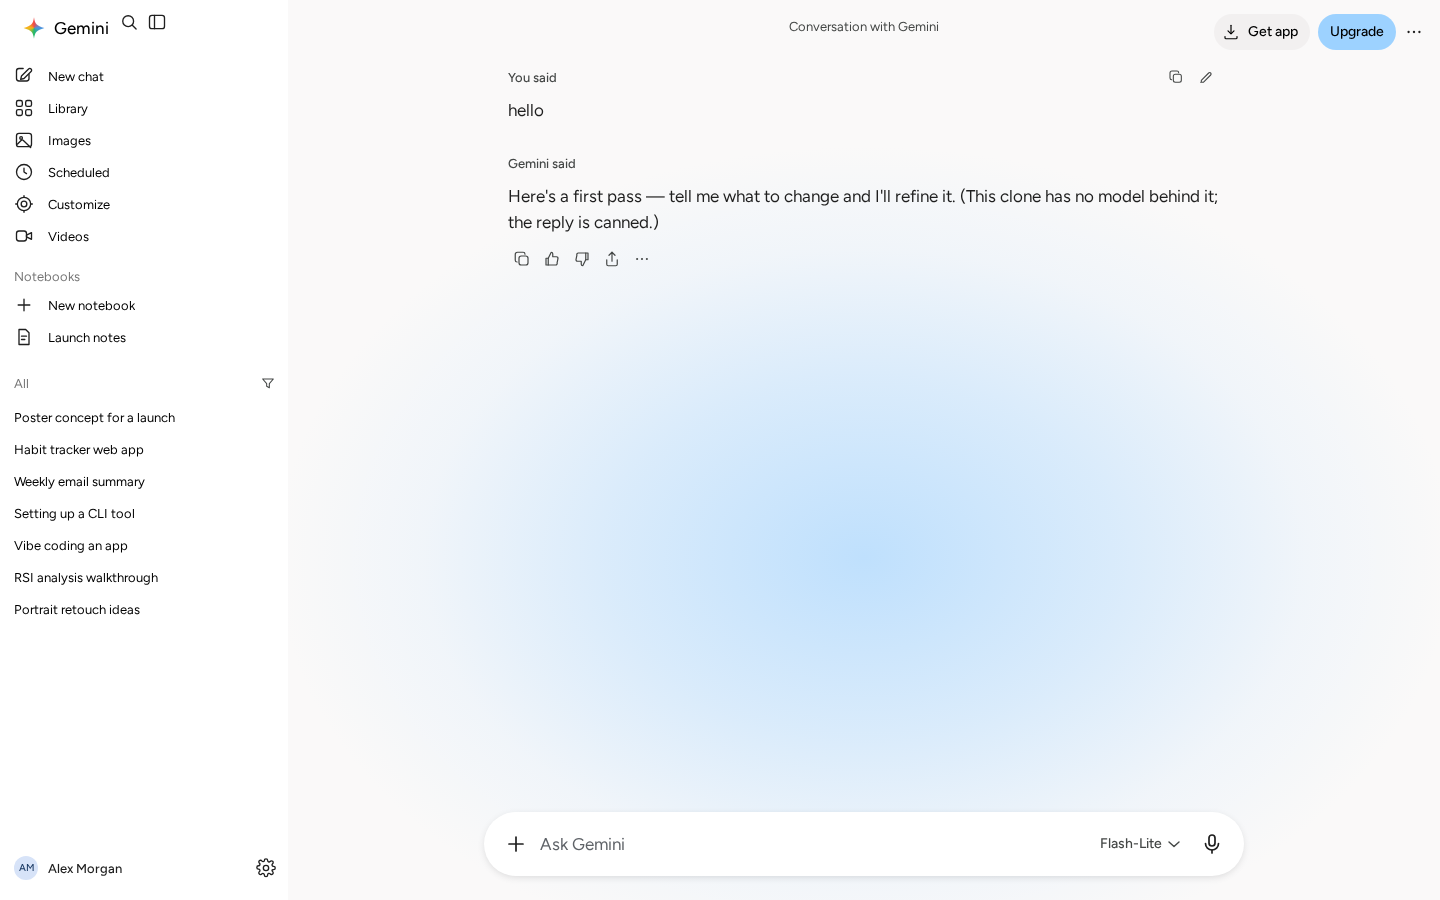 Gemini
New chat
Library
Images
Scheduled
Customize
Videos
Notebooks
New notebook
Launch notes
All
Poster concept for a launch
Habit tracker web app
Weekly email summary
Setting up a CLI tool
Vibe coding an app
RSI analysis walkthrough
Portrait retouch ideas
AM
Alex Morgan
Conversation with Gemini
Get app
Upgrade
You said
hello
Gemini said
Here's a first pass — tell me what to change and I'll refine it. (This clone has no model behind it;
the reply is canned.)
Ask Gemini
Flash-Lite